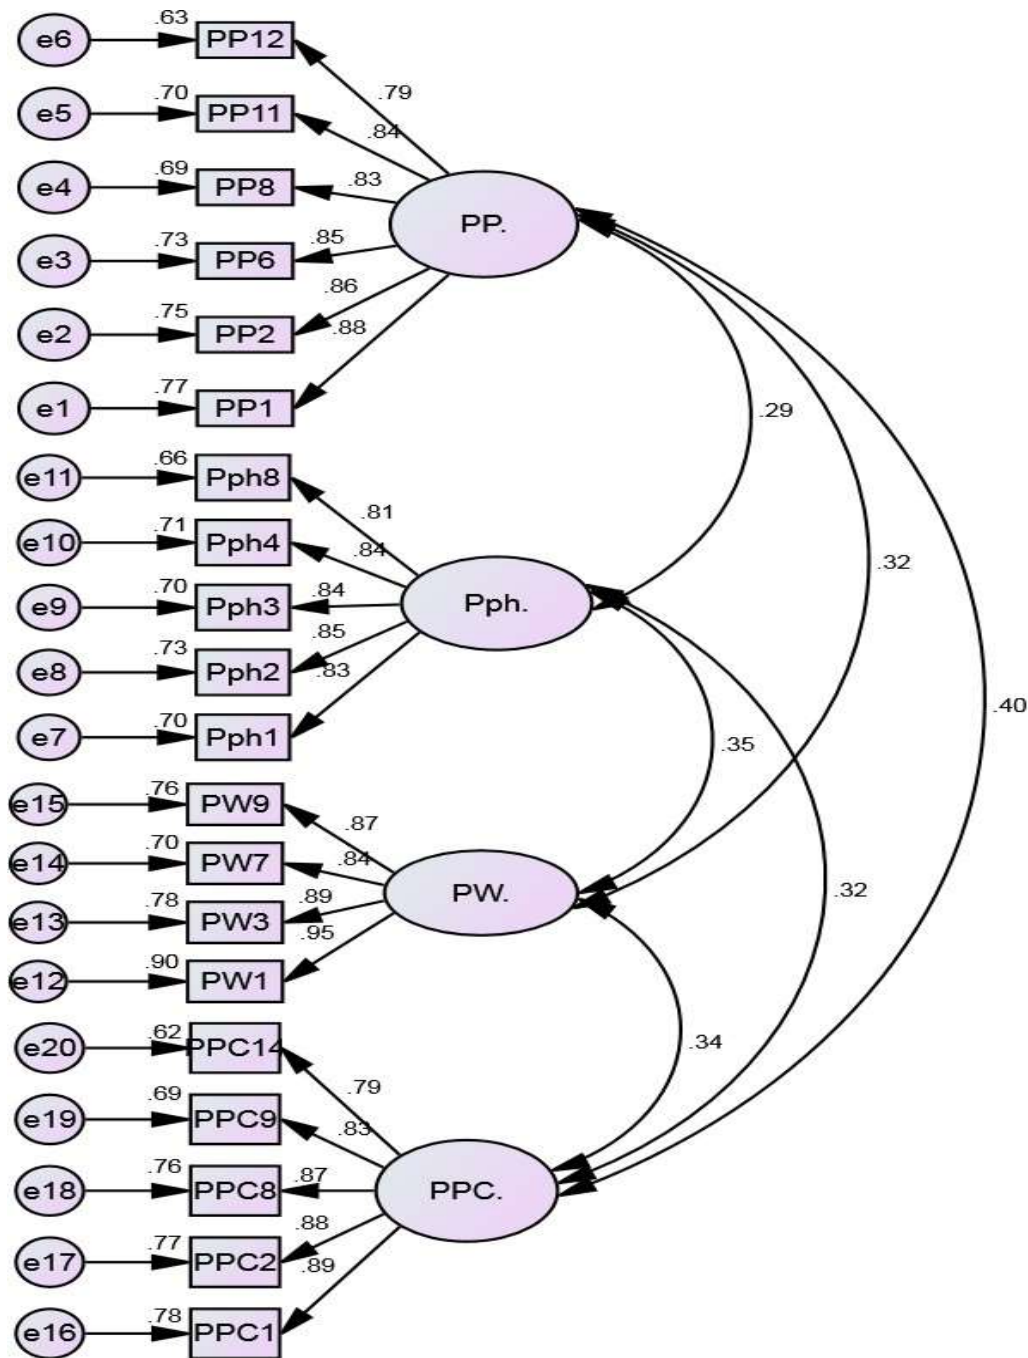 e6 .63 PP12
.79
e5 .70 PP11
.84
e4 .69 PP8
.83
PP.
e3 .73 PP6
.85
e2 .75 PP2
.86
e1 .77 PP1
.88
.29
e11 .66 Pph8
.81
e10 .71 Pph4
.84
.32
e9 .70 Pph3
.84
Pph.
e8 .73 Pph2
.85
e7 .70 Pph1
.83
.40
.35
e15 .76 PW9
.87
e14 .70 PW7
.84
PW.
.32
e13 .78 PW3
.89
e12 .90 PW1
.95
.34
e20 .62 PPC14
.79
e19 .69 PPC9
.83
e18 .76 PPC8
.87
PPC.
e17 .77 PPC2
.88
e16 .78 PPC1
.89